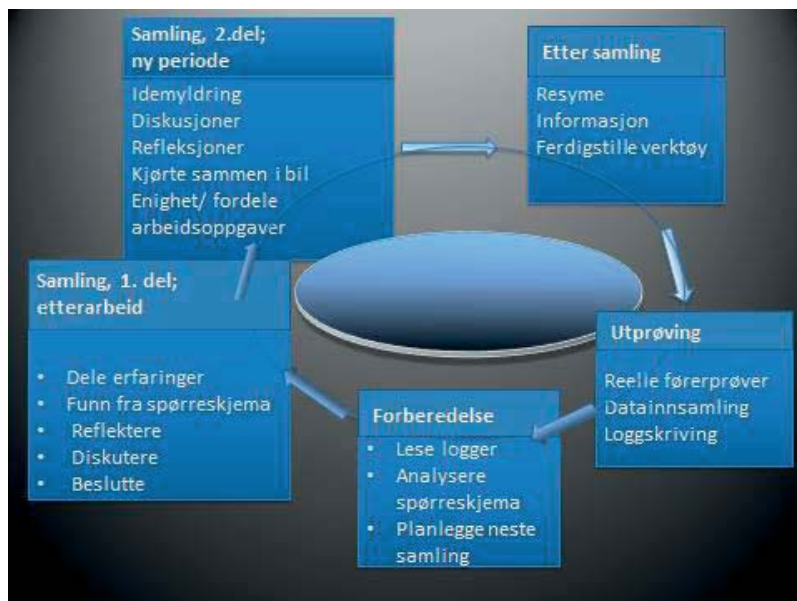 Samling, 2.del;
ny periode
Idemyldring
Diskusjoner
Refleksjoner
Kjørte sammen i bil
Enighet/ fordele
arbeidsoppgaver
Etter samling
Resyme
Informasjon
Ferdigstille verktøy
Utprøving
Reelle førerprøver
Datainnsamling
Loggskriving
Forberedelse
• Lese logger
• Analysere
spørreskjema
• Planlegge neste
samling
Samling, 1. del;
etterarbeid
• Dele erfaringer
• Funn fra spørreskjema
• Reflektere
• Diskutere
• Beslutte